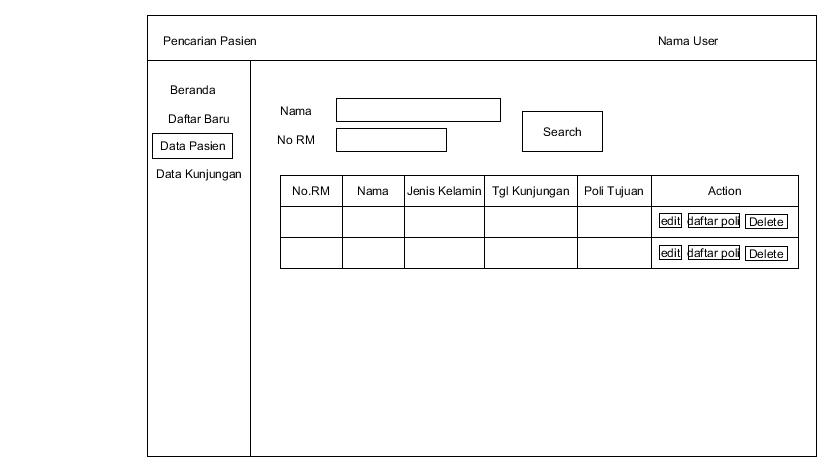 Pencarian Pasien Nama User
Beranda
Daftar Baru
Data Pasien
Data Kunjungan
Nama
No RM
Search
No.RM Nama Jenis Kelamin Tgl Kunjungan Poli Tujuan Action
edit daftar poli Delete
edit daftar poli Delete